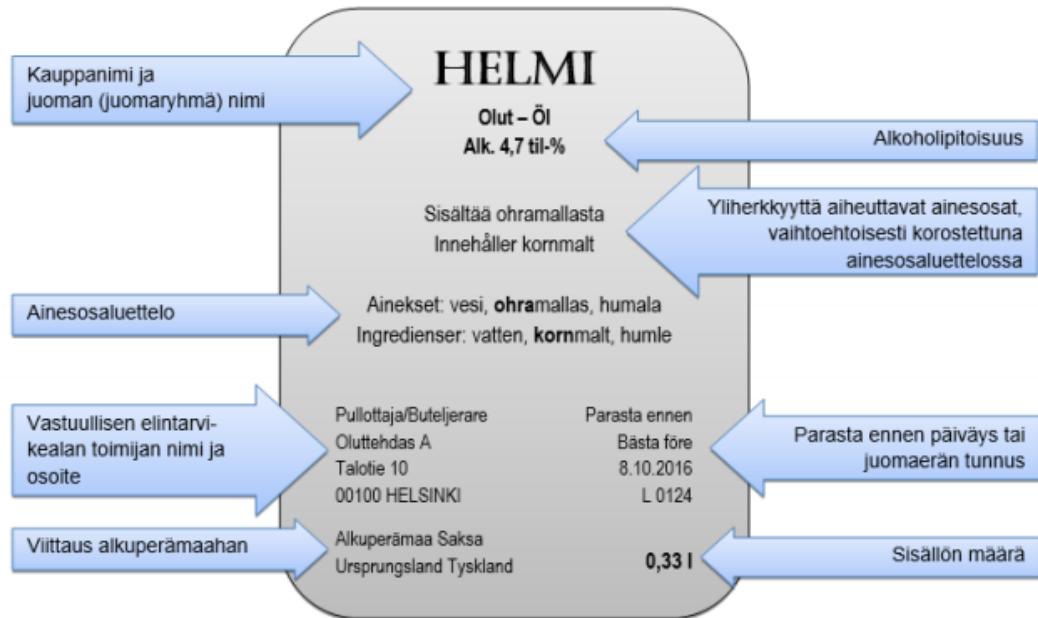 Kauppanimi ja
juoman (juomaryhmä) nimi
HELMI
Olut – Öl
Alk. 4,7 til-%
Alkoholipitoisuus
Sisältää ohramallasta
Innehåller kornmalt
Yliherkkyyttä aiheuttavat ainesosat,
vaihtoehtoisesti korostettuna
ainesosaluettelossa
Ainesosaluettelo
Ainekset: vesi, ohramallas, humala
Ingredienser: vatten, kornmalt, humle
Vastuullisen elintarvi-
kealan toimijan nimi ja
osoite
Pullottaja/Buteljerare
Oluttehdas A
Talotie 10
00100 HELSINKI
Parasta ennen
Bästa före
8.10.2016
L 0124
Parasta ennen päiväys tai
juomaerän tunnus
Viittaus alkuperämaahan
Alkuperämaa Saksa
Ursprungsland Tyskland
0,33 l
Sisällön määrä